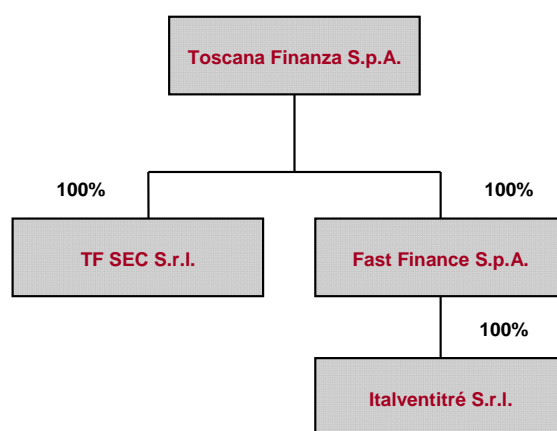 Toscana Finanza S.p.A.
100%
100%
TF SEC S.r.l.
Fast Finance S.p.A.
100%
Italventitré S.r.l.